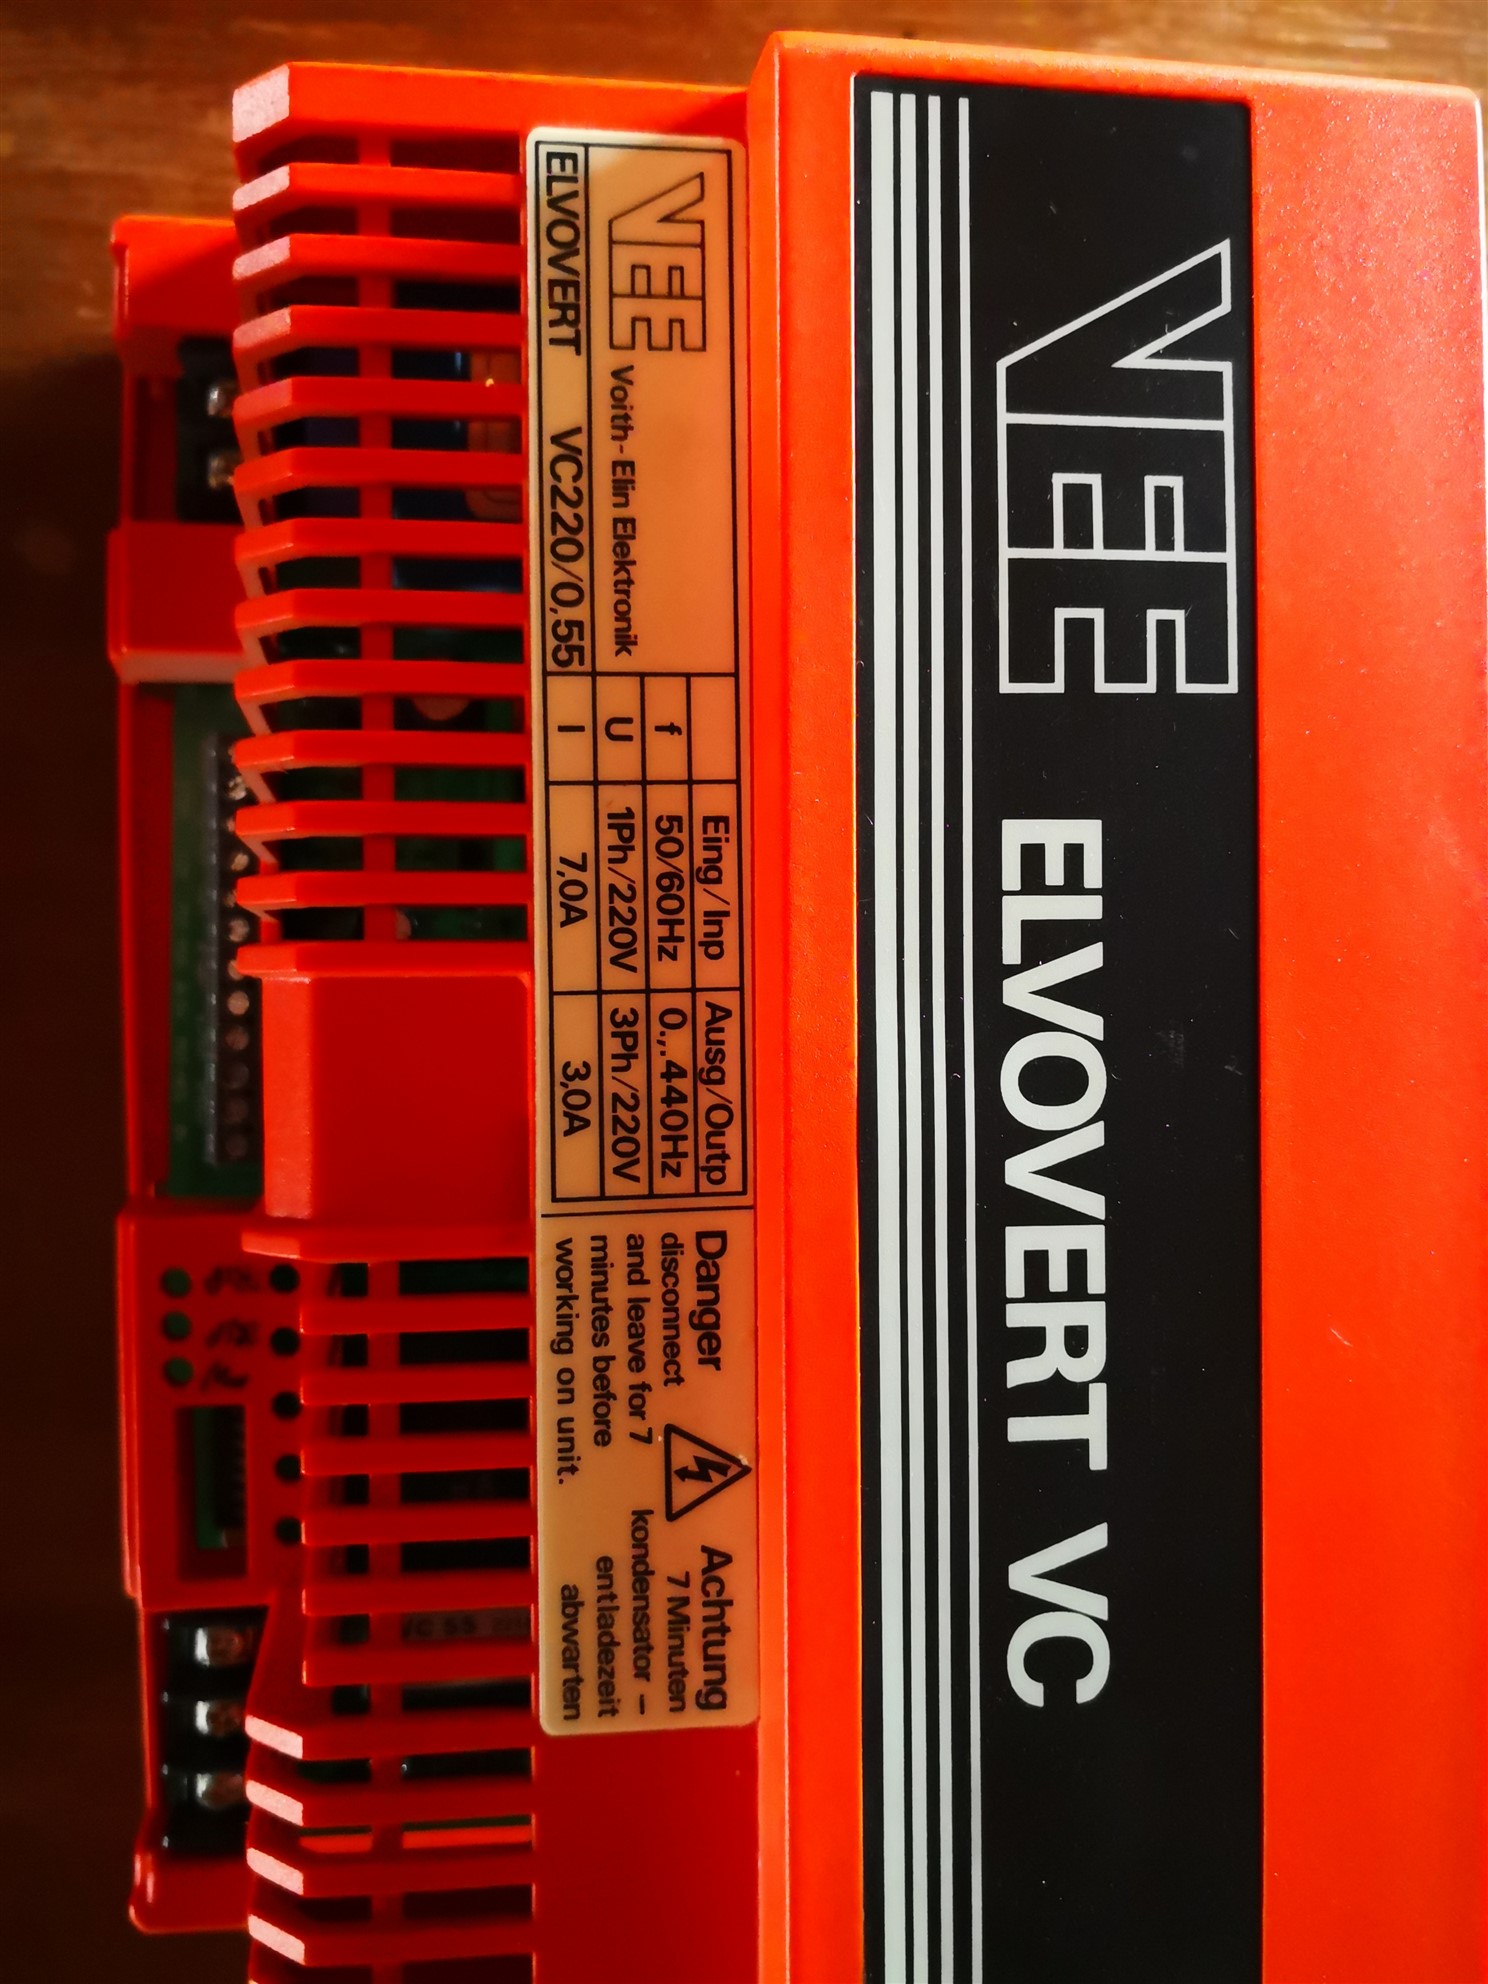 VEE ELVOVERT VC
VEE Voith-Elin Elektronik
ELVOVERT VC220/0,55
Eing/Inp Ausg/Outp
f 50/60Hz 0.,.440Hz
U 1Ph/220V 3Ph/220V
I 7,0A 3,0A
Danger
disconnect
and leave for 7
minutes before
working on unit.
Achtung
7 Minuten
kondensator –
entladezeit
abwarten
VC 55